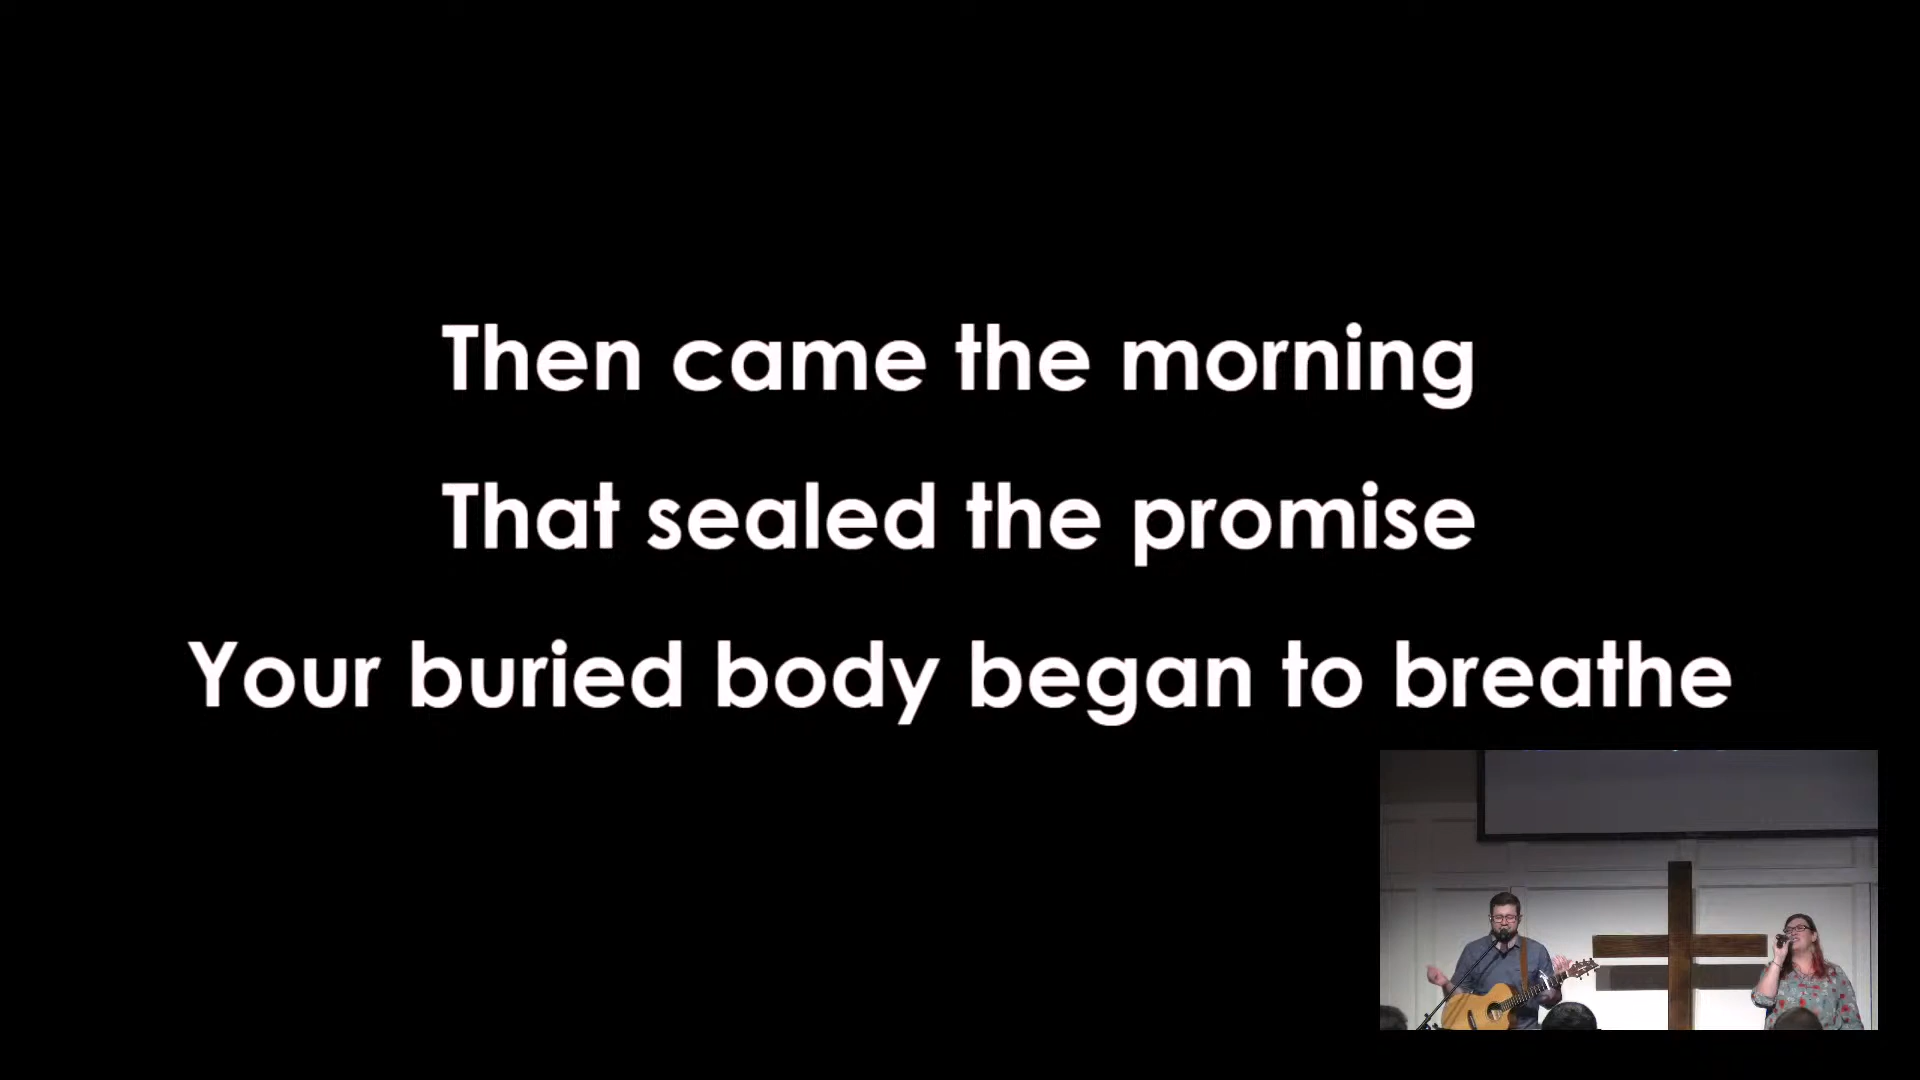 Then came the morning
That sealed the promise
Your buried body began to breathe